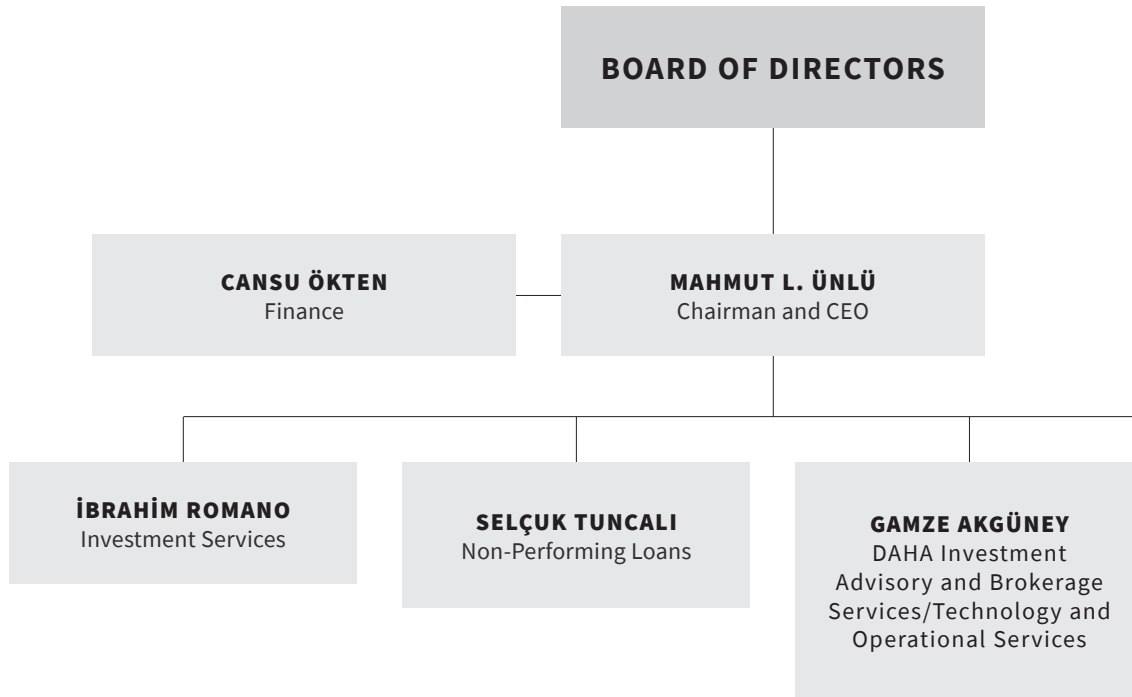 BOARD OF DIRECTORS
CANSU ÖKTEN
Finance
MAHMUT L. ÜNLÜ
Chairman and CEO
İBRAHİM ROMANO
Investment Services
SELÇUK TUNCALI
Non-Performing Loans
GAMZE AKGÜNEY
DAHA Investment
Advisory and Brokerage
Services/Technology and
Operational Services